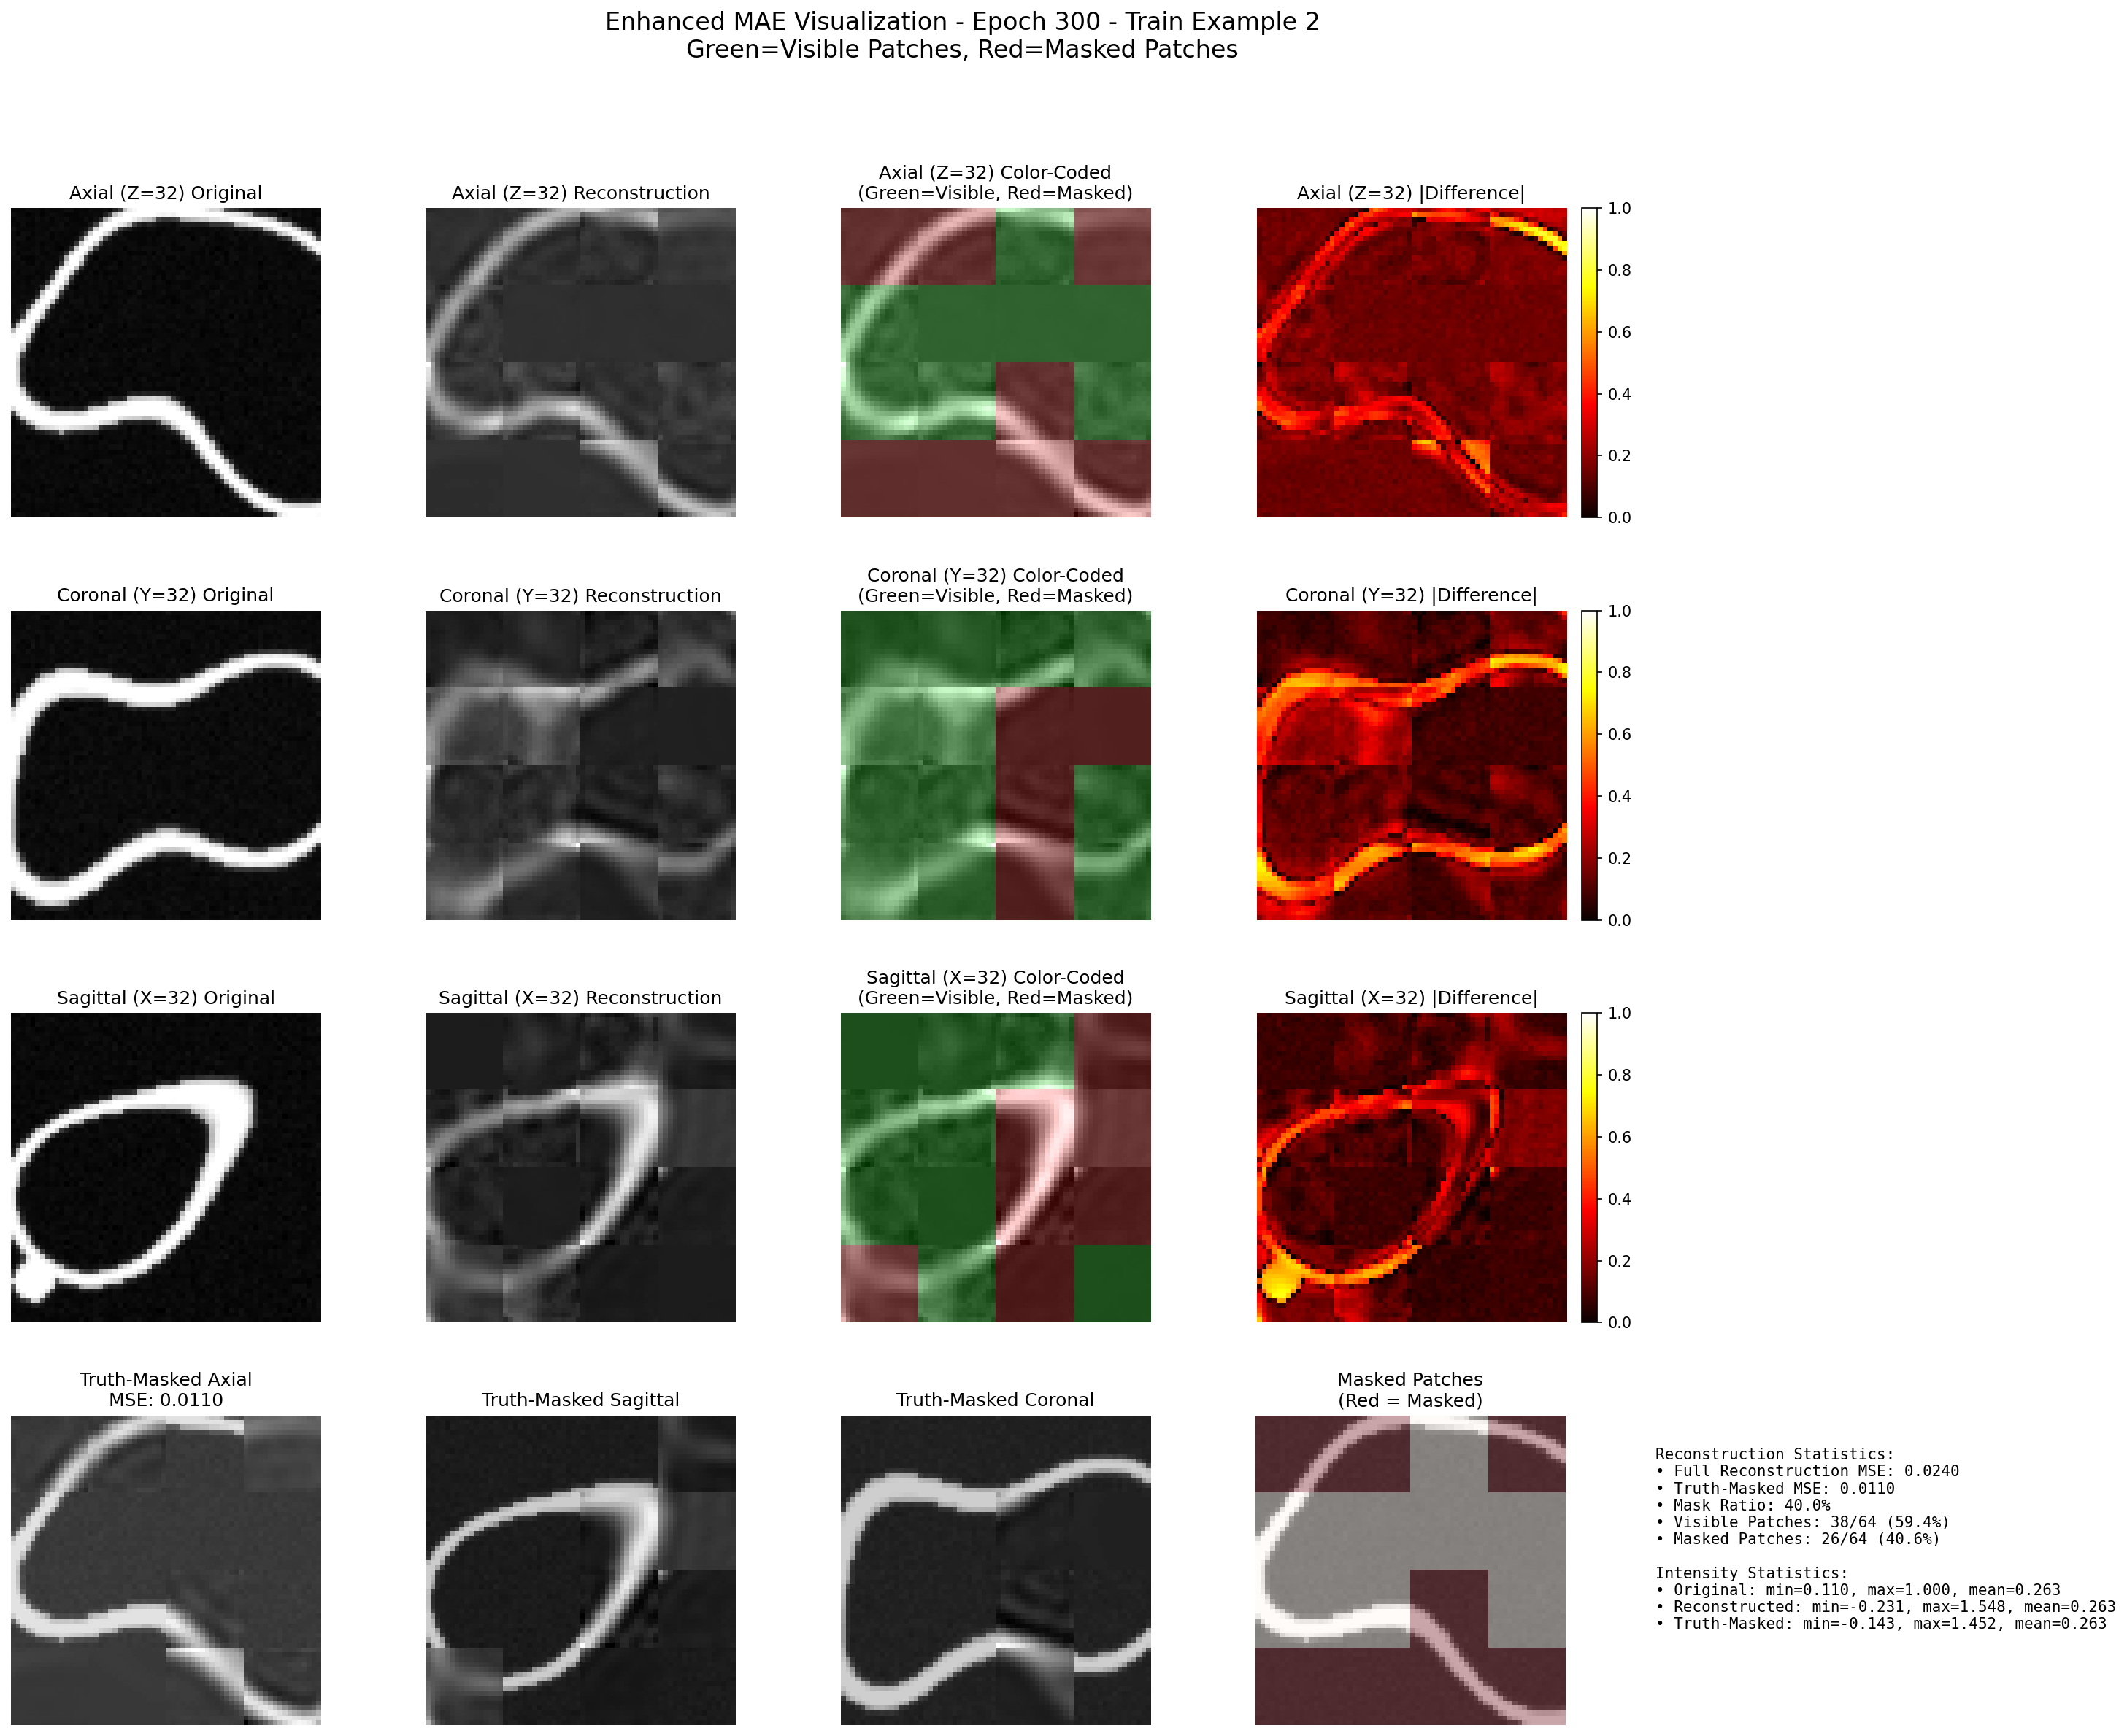 Enhanced MAE Visualization - Epoch 300 - Train Example 2
Green=Visible Patches, Red=Masked Patches
Axial (Z=32) Original
Axial (Z=32) Reconstruction
Axial (Z=32) Color-Coded
(Green=Visible, Red=Masked)
Axial (Z=32) |Difference|
1.0
0.8
0.6
0.4
0.2
0.0
Coronal (Y=32) Original
Coronal (Y=32) Reconstruction
Coronal (Y=32) Color-Coded
(Green=Visible, Red=Masked)
Coronal (Y=32) |Difference|
1.0
0.8
0.6
0.4
0.2
0.0
Sagittal (X=32) Original
Sagittal (X=32) Reconstruction
Sagittal (X=32) Color-Coded
(Green=Visible, Red=Masked)
Sagittal (X=32) |Difference|
1.0
0.8
0.6
0.4
0.2
0.0
Truth-Masked Axial
MSE: 0.0110
Truth-Masked Sagittal
Truth-Masked Coronal
Masked Patches
(Red = Masked)
Reconstruction Statistics:
• Full Reconstruction MSE: 0.0240
• Truth-Masked MSE: 0.0110
• Mask Ratio: 40.0%
• Visible Patches: 38/64 (59.4%)
• Masked Patches: 26/64 (40.6%)
Intensity Statistics:
• Original: min=0.110, max=1.000, mean=0.263
• Reconstructed: min=-0.231, max=1.548, mean=0.263
• Truth-Masked: min=-0.143, max=1.452, mean=0.263